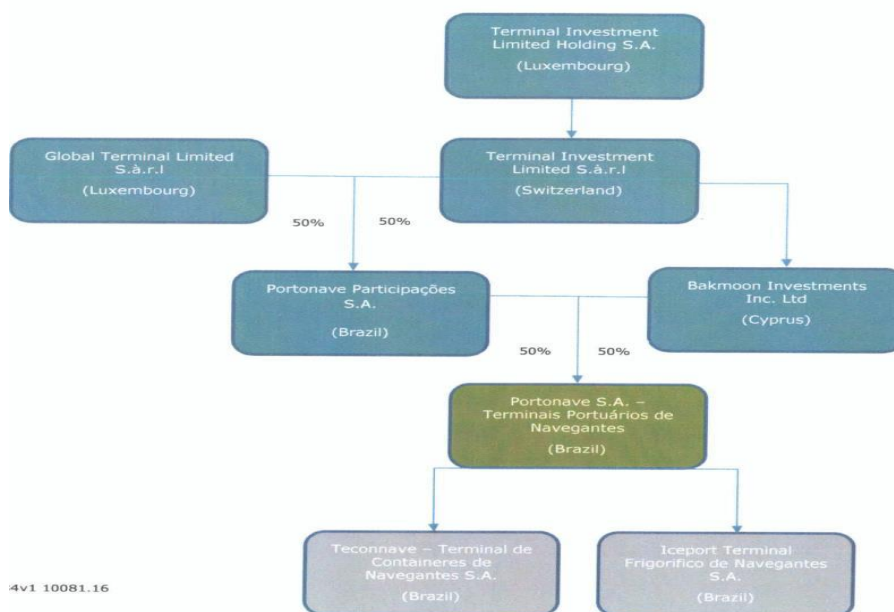 Terminal Investment
Limited Holding S.A.
(Luxembourg)
Global Terminal Limited
S.à.r.l
(Luxembourg)
Terminal Investment
Limited S.à.r.l
(Switzerland)
50%
50%
Portonave Participações
S.A.
(Brazil)
Bakmoon Investments
Inc. Ltd
(Cyprus)
50%
50%
Portonave S.A. –
Terminais Portuários de
Navegantes
(Brazil)
Teconnave – Terminal de
Containeres de
Navegantes S.A.
(Brazil)
Iceport Terminal
Frigorifico de Navegantes
S.A.
(Brazil)
4v1 10081.16